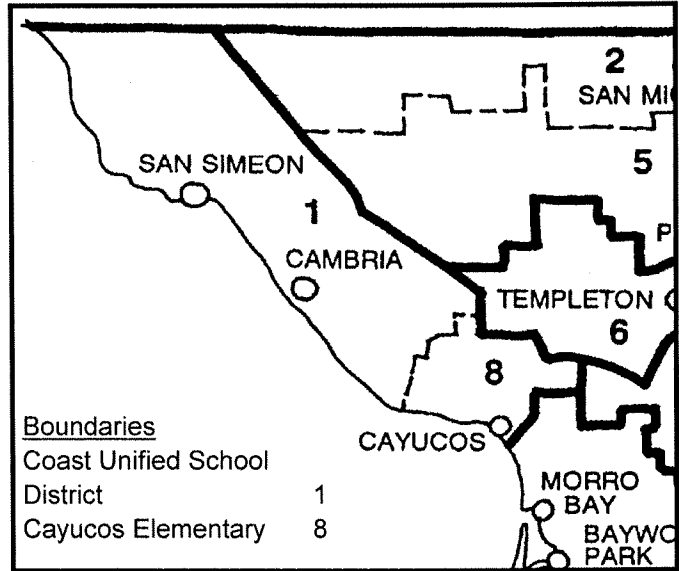 2
SAN MI
5
SAN SIMEON
1
P
CAMBRIA
TEMPLETON
6
8
CAYUCOS
Boundaries
Coast Unified School
District 1
Cayucos Elementary 8
MORRO
BAY
BAYWO
PARK